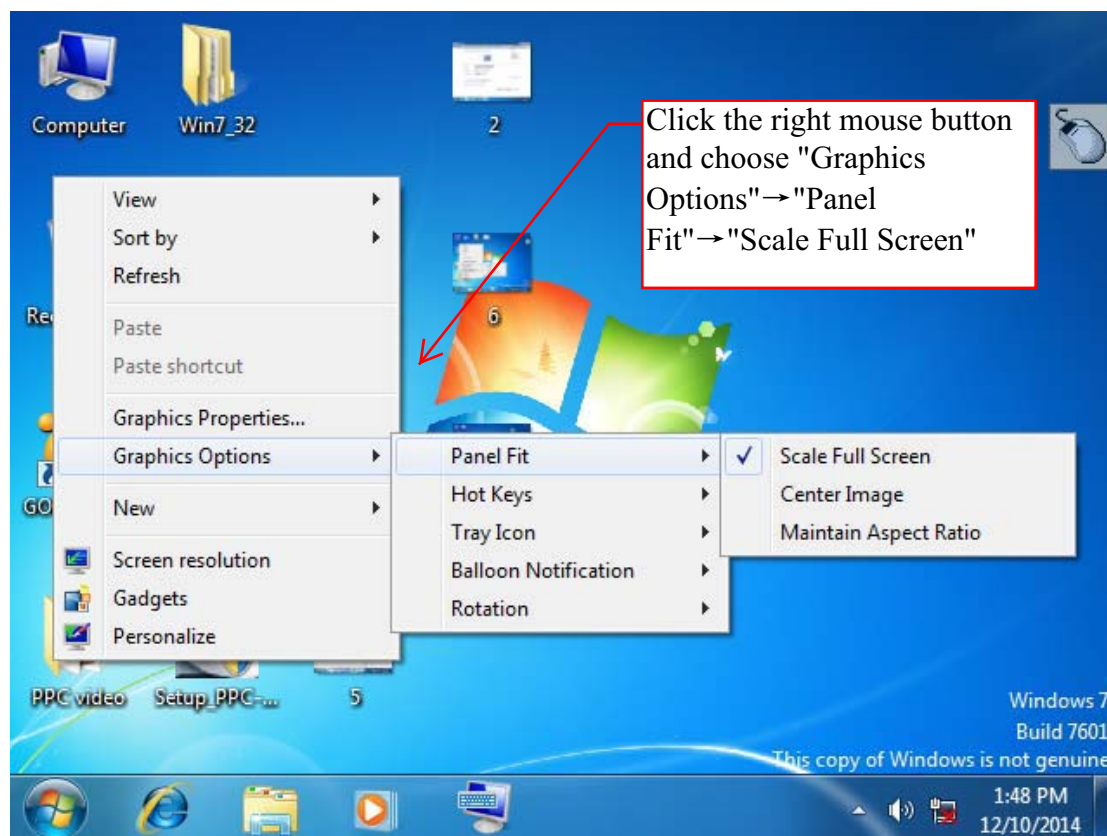 Computer
Win7_32
2
Click the right mouse button
and choose "Graphics
Options"→"Panel
Fit"→"Scale Full Screen"
View
Sort by
Refresh
Paste
Paste shortcut
Graphics Properties...
Graphics Options
New
Screen resolution
Gadgets
Personalize
6
Panel Fit
Hot Keys
Tray Icon
Balloon Notification
Rotation
Scale Full Screen
Center Image
Maintain Aspect Ratio
PPC video
Setup_PPC-...
5
Windows 7
Build 7601
This copy of Windows is not genuine
1:48 PM
12/10/2014